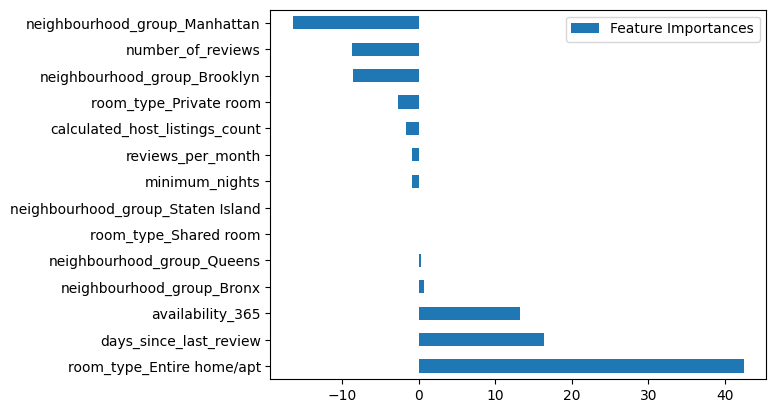 neighbourhood_group_Manhattan
Feature Importances
number_of_reviews
neighbourhood_group_Brooklyn
room_type_Private room
calculated_host_listings_count
reviews_per_month
minimum_nights
neighbourhood_group_Staten Island
room_type_Shared room
neighbourhood_group_Queens
neighbourhood_group_Bronx
availability_365
days_since_last_review
room_type_Entire home/apt
−10 0 10 20 30 40